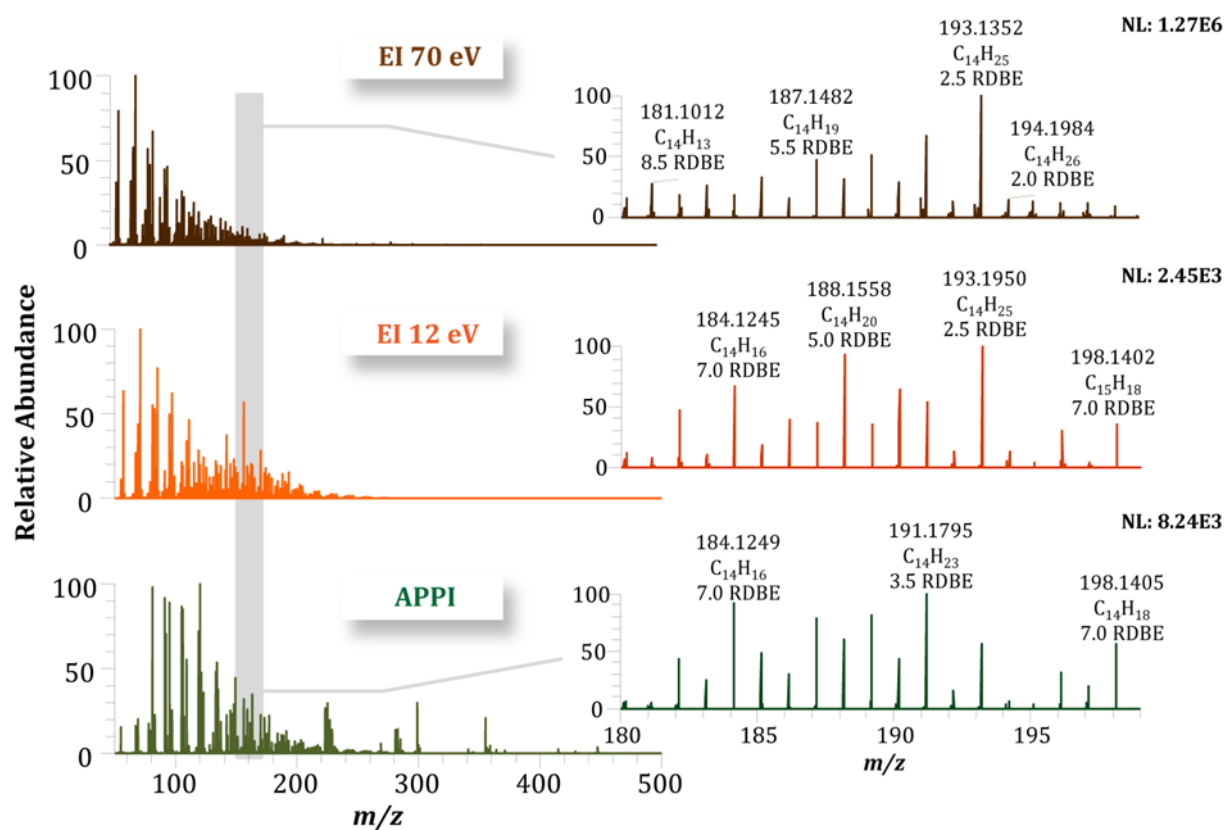 Relative Abundance
EI 70 eV
100
50
0
NL: 1.27E6
100
50
0
181.1012
C₁₄H₁₃
8.5 RDBE
187.1482
C₁₄H₁₉
5.5 RDBE
193.1352
C₁₄H₂₅
2.5 RDBE
194.1984
C₁₄H₂₆
2.0 RDBE
EI 12 eV
100
50
0
NL: 2.45E3
100
50
0
184.1245
C₁₄H₁₆
7.0 RDBE
188.1558
C₁₄H₂₀
5.0 RDBE
193.1950
C₁₄H₂₅
2.5 RDBE
198.1402
C₁₅H₁₈
7.0 RDBE
APPI
100
50
0
100 200 300 400 500
m/z
NL: 8.24E3
100
50
0
184.1249
C₁₄H₁₆
7.0 RDBE
191.1795
C₁₄H₂₃
3.5 RDBE
198.1405
C₁₄H₁₈
7.0 RDBE
180 185 190 195
m/z